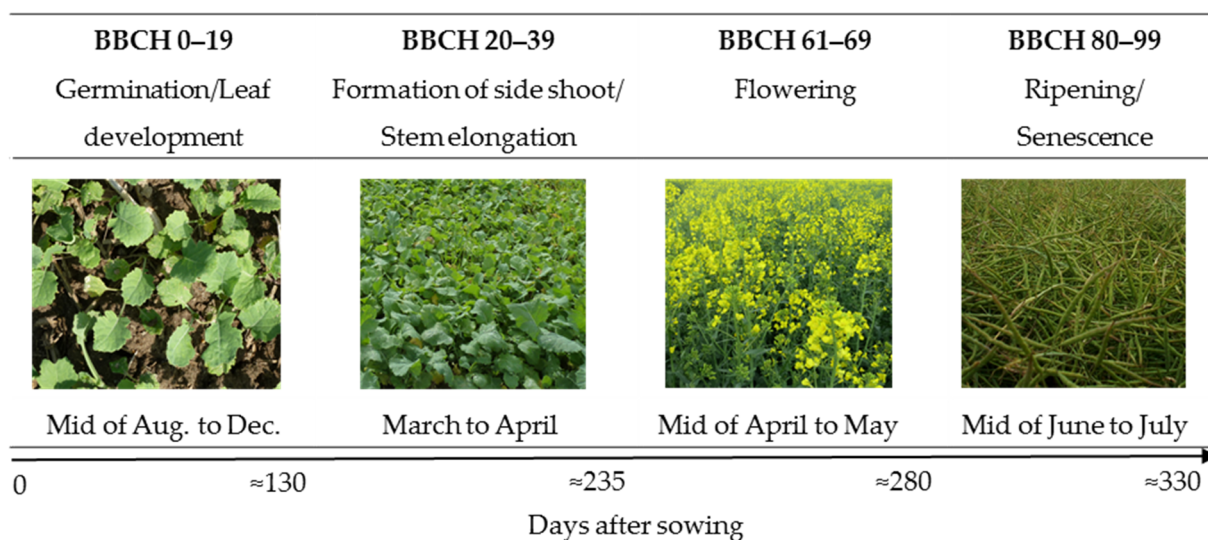 BBCH 0–19 BBCH 20–39 BBCH 61–69 BBCH 80–99
Germination/Leaf Formation of side shoot/ Flowering Ripening/
development Stem elongation Senescence
Mid of Aug. to Dec. March to April Mid of April to May Mid of June to July
0 ≈130 ≈235 ≈280 ≈330
Days after sowing